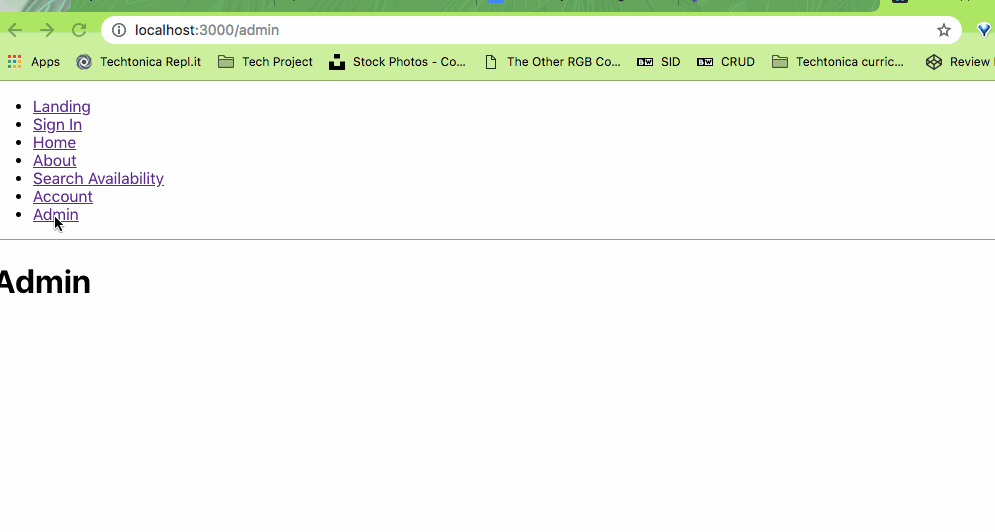 localhost:3000/admin
Apps Techtonica Repl.it Tech Project Stock Photos - Co... The Other RGB Co... SID CRUD Techtonica curric... Review
Landing
Sign In
Home
About
Search Availability
Account
Admin
Admin